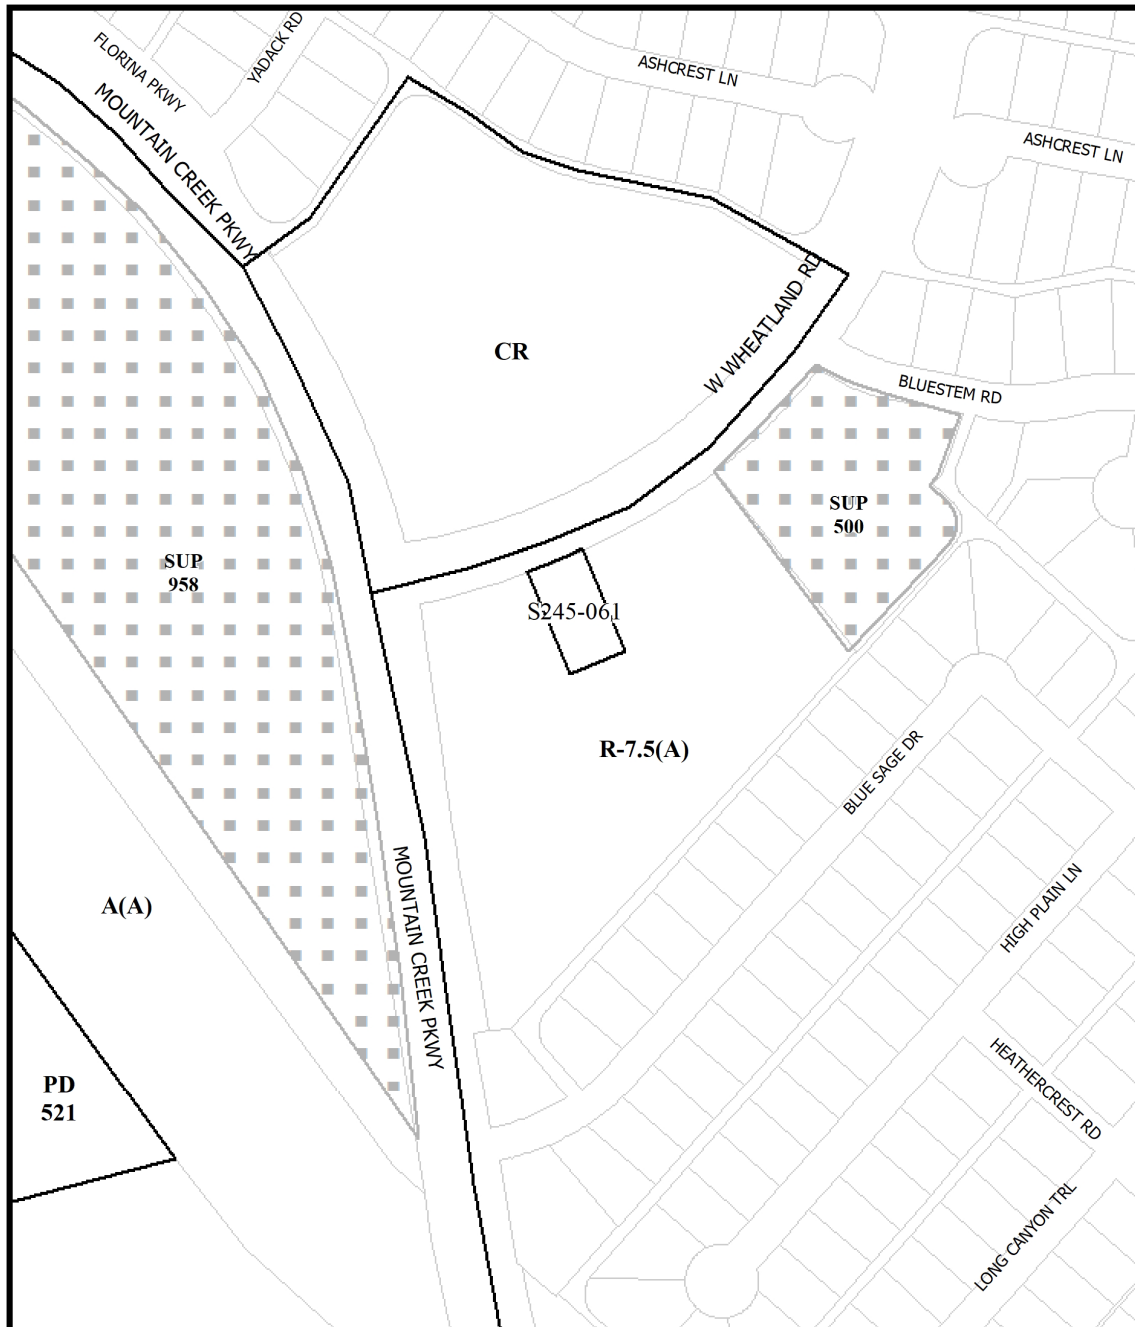 FLORINA PKWY
YADACK RD
ASHCREST LN
MOUNTAIN CREEK PKWY
ASHCREST LN
W WHEATLAND RD
CR
BLUESTEM RD
SUP
500
SUP
958
S245-061
R-7.5(A)
BLUE SAGE DR
A(A)
MOUNTAIN CREEK PKWY
HIGH PLAIN LN
PD
521
HEATHERCREST RD
LONG CANYON TRL